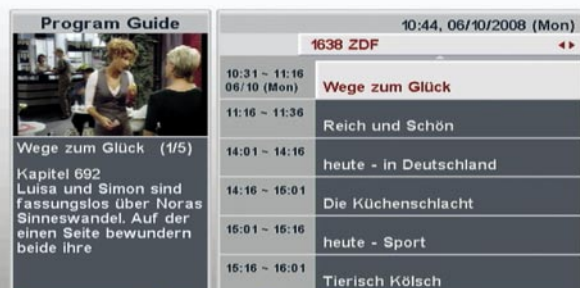 Program Guide
Wege zum Glück (1/5)
Kapitel 692
Luisa und Simon sind
fassungslos über Noras
Sinneswandel. Auf der
einen Seite bewundern
beide ihre
10:44, 06/10/2008 (Mon)
1638 ZDF
10:31 ~ 11:16
06/10 (Mon)
Wege zum Glück
11:16 ~ 11:36
Reich und Schön
14:01 ~ 14:16
heute - in Deutschland
14:16 ~ 15:01
Die Küchenschlacht
15:01 ~ 15:16
heute - Sport
15:16 ~ 16:01
Tierisch Kölsch